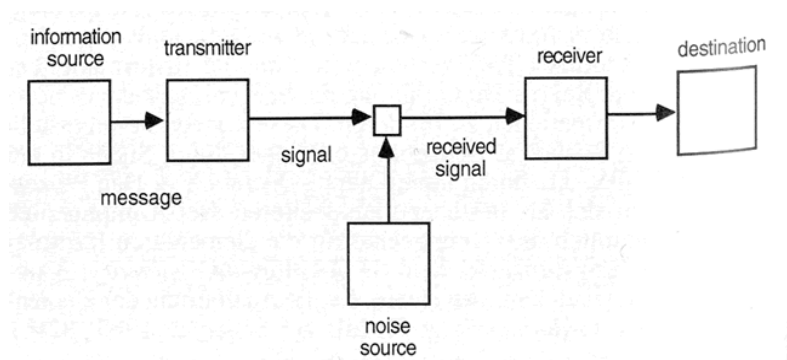 information
source
transmitter
receiver
destination
signal
received
signal
message
noise
source